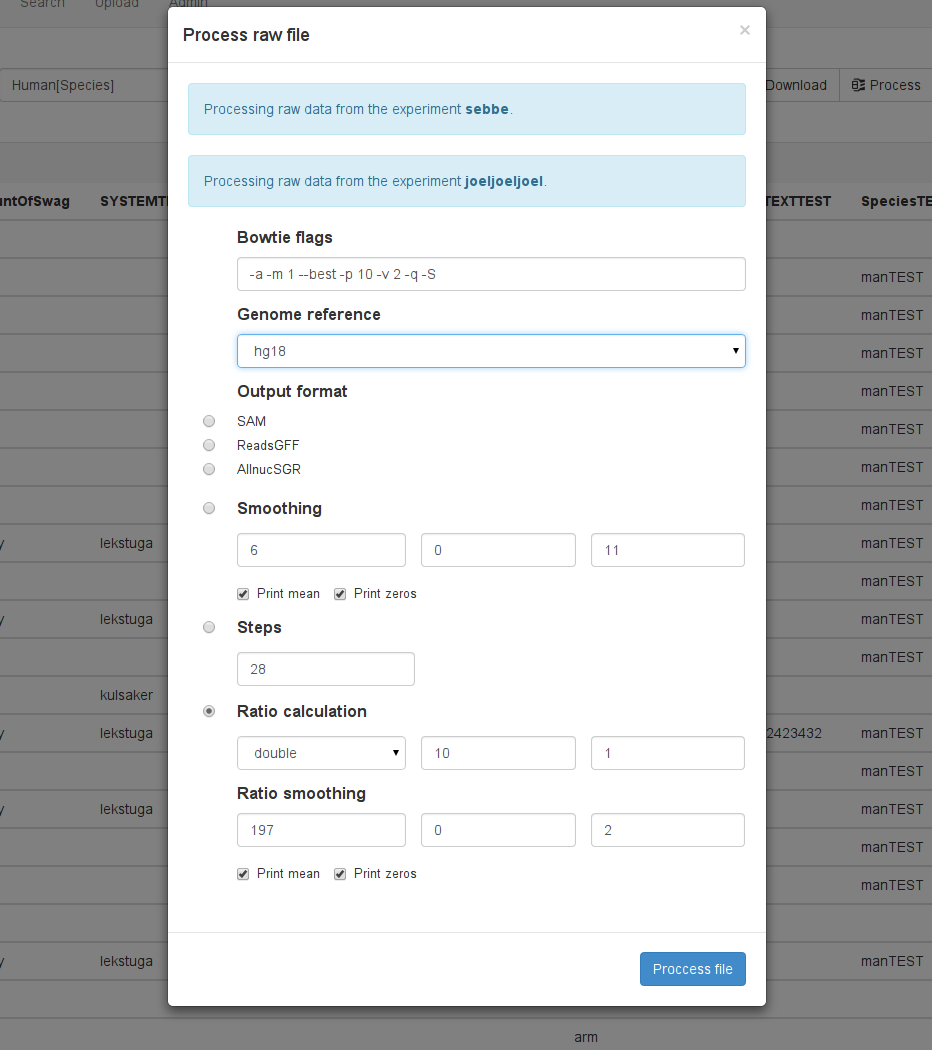 Search Upload Admin
Process raw file ×
Human[Species] Download Process
Processing raw data from the experiment sebbe.
Processing raw data from the experiment joeljoeljoel.
untOfSwag SYSTEMT TEXTTEST SpeciesTE
Bowtie flags
-a -m 1 --best -p 10 -v 2 -q -S
manTEST
Genome reference
manTEST
hg18
manTEST
Output format
manTEST
SAM
manTEST
ReadsGFF
AllnucSGR
manTEST
Smoothing
manTEST
y lekstuga 6 0 11 manTEST
manTEST
Print mean Print zeros
y lekstuga manTEST
Steps
manTEST
28
kulsaker
Ratio calculation
y lekstuga 2423432 manTEST
double 10 1
manTEST
Ratio smoothing
y lekstuga manTEST
197 0 2
manTEST
Print mean Print zeros
manTEST
y lekstuga manTEST
Proccess file
arm